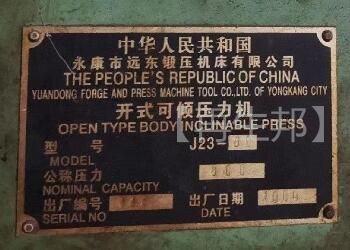 中华人民共和国
永康市远东锻压机床有限公司
THE PEOPLE'S REPUBLIC OF CHINA
YUANDONG FORGE AND PRESS MACHINE TOOL CO.LTD. OF YONGKANG CITY
开式可倾压力机
OPEN TYPE BODY INCLINABLE PRESS
型号 J23-
MODEL
公称压力
NOMINAL CAPACITY
出厂编号 出厂日期
SERIAL NO DATE